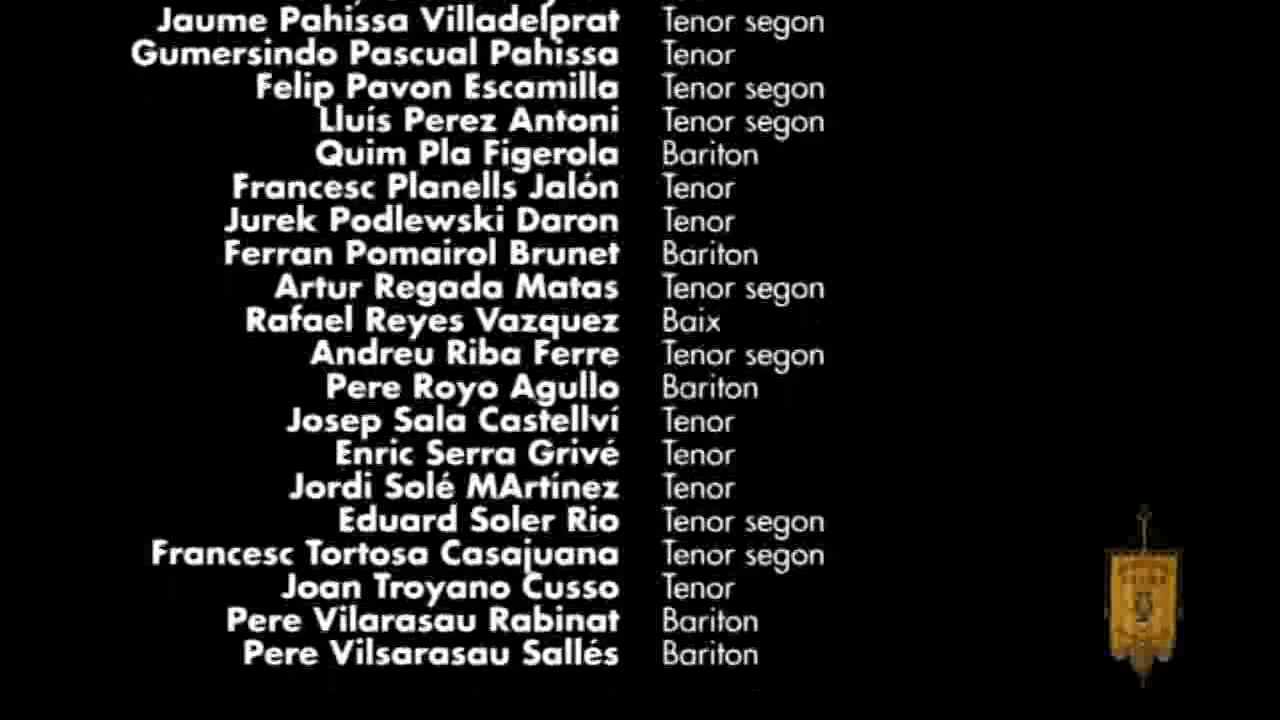 Jaume Pahissa Villadelprat Tenor segon
Gumersindo Pascual Pahissa Tenor
Felip Pavon Escamilla Tenor segon
Lluís Perez Antoni Tenor segon
Quim Pla Figerola Bariton
Francesc Planells Jalón Tenor
Jurek Podlewski Daron Tenor
Ferran Pomairol Brunet Bariton
Artur Regada Matas Tenor segon
Rafael Reyes Vazquez Baix
Andreu Riba Ferre Tenor segon
Pere Royo Agullo Bariton
Josep Sala Castellví Tenor
Enric Serra Grivé Tenor
Jordi Solé MArtínez Tenor
Eduard Soler Rio Tenor segon
Francesc Tortosa Casajuana Tenor segon
Joan Troyano Cusso Tenor
Pere Vilarasau Rabinat Bariton
Pere Vilsarasau Sallés Bariton